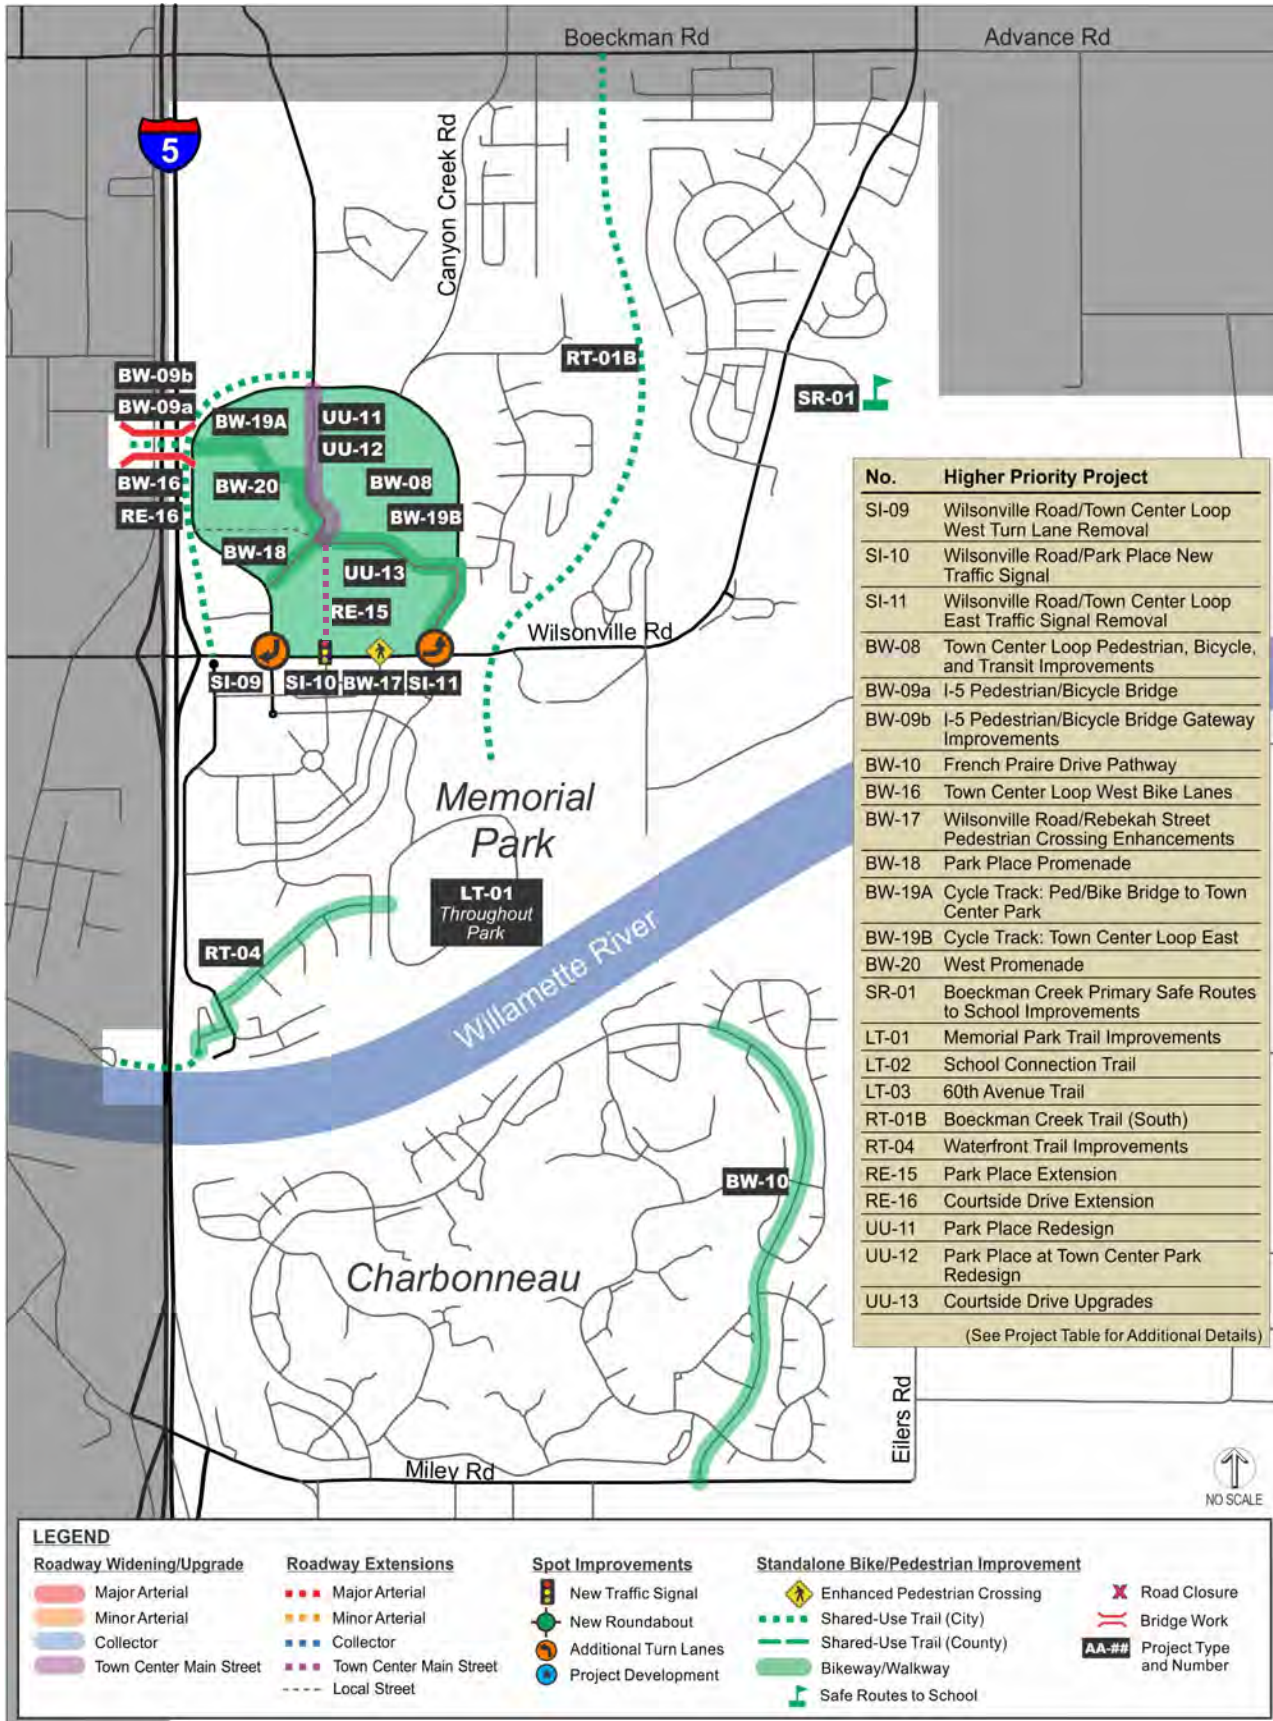 Boeckman Rd
Advance Rd
5
Canyon Creek Rd
RT-01B
SR-01
BW-09b
BW-09a
BW-19A
UU-11
UU-12
BW-16
BW-20
BW-08
RE-16
BW-19B
BW-18
UU-13
RE-15
Wilsonville Rd
SI-09
SI-10
BW-17
SI-11
Memorial
Park
LT-01
Throughout
Park
RT-04
Willamette River
BW-10
Charbonneau
Eilers Rd
Miley Rd
No. Higher Priority Project
SI-09 Wilsonville Road/Town Center Loop
West Turn Lane Removal
SI-10 Wilsonville Road/Park Place New
Traffic Signal
SI-11 Wilsonville Road/Town Center Loop
East Traffic Signal Removal
BW-08 Town Center Loop Pedestrian, Bicycle,
and Transit Improvements
BW-09a I-5 Pedestrian/Bicycle Bridge
BW-09b I-5 Pedestrian/Bicycle Bridge Gateway
Improvements
BW-10 French Praire Drive Pathway
BW-16 Town Center Loop West Bike Lanes
BW-17 Wilsonville Road/Rebekah Street
Pedestrian Crossing Enhancements
BW-18 Park Place Promenade
BW-19A Cycle Track: Ped/Bike Bridge to Town
Center Park
BW-19B Cycle Track: Town Center Loop East
BW-20 West Promenade
SR-01 Boeckman Creek Primary Safe Routes
to School Improvements
LT-01 Memorial Park Trail Improvements
LT-02 School Connection Trail
LT-03 60th Avenue Trail
RT-01B Boeckman Creek Trail (South)
RT-04 Waterfront Trail Improvements
RE-15 Park Place Extension
RE-16 Courtside Drive Extension
UU-11 Park Place Redesign
UU-12 Park Place at Town Center Park
Redesign
UU-13 Courtside Drive Upgrades
(See Project Table for Additional Details)
NO SCALE
LEGEND
Roadway Widening/Upgrade
Major Arterial
Minor Arterial
Collector
Town Center Main Street
Roadway Extensions
Major Arterial
Minor Arterial
Collector
Town Center Main Street
Local Street
Spot Improvements
New Traffic Signal
New Roundabout
Additional Turn Lanes
Project Development
Standalone Bike/Pedestrian Improvement
Enhanced Pedestrian Crossing
Shared-Use Trail (City)
Shared-Use Trail (County)
Bikeway/Walkway
Safe Routes to School
Road Closure
Bridge Work
AA-## Project Type
and Number